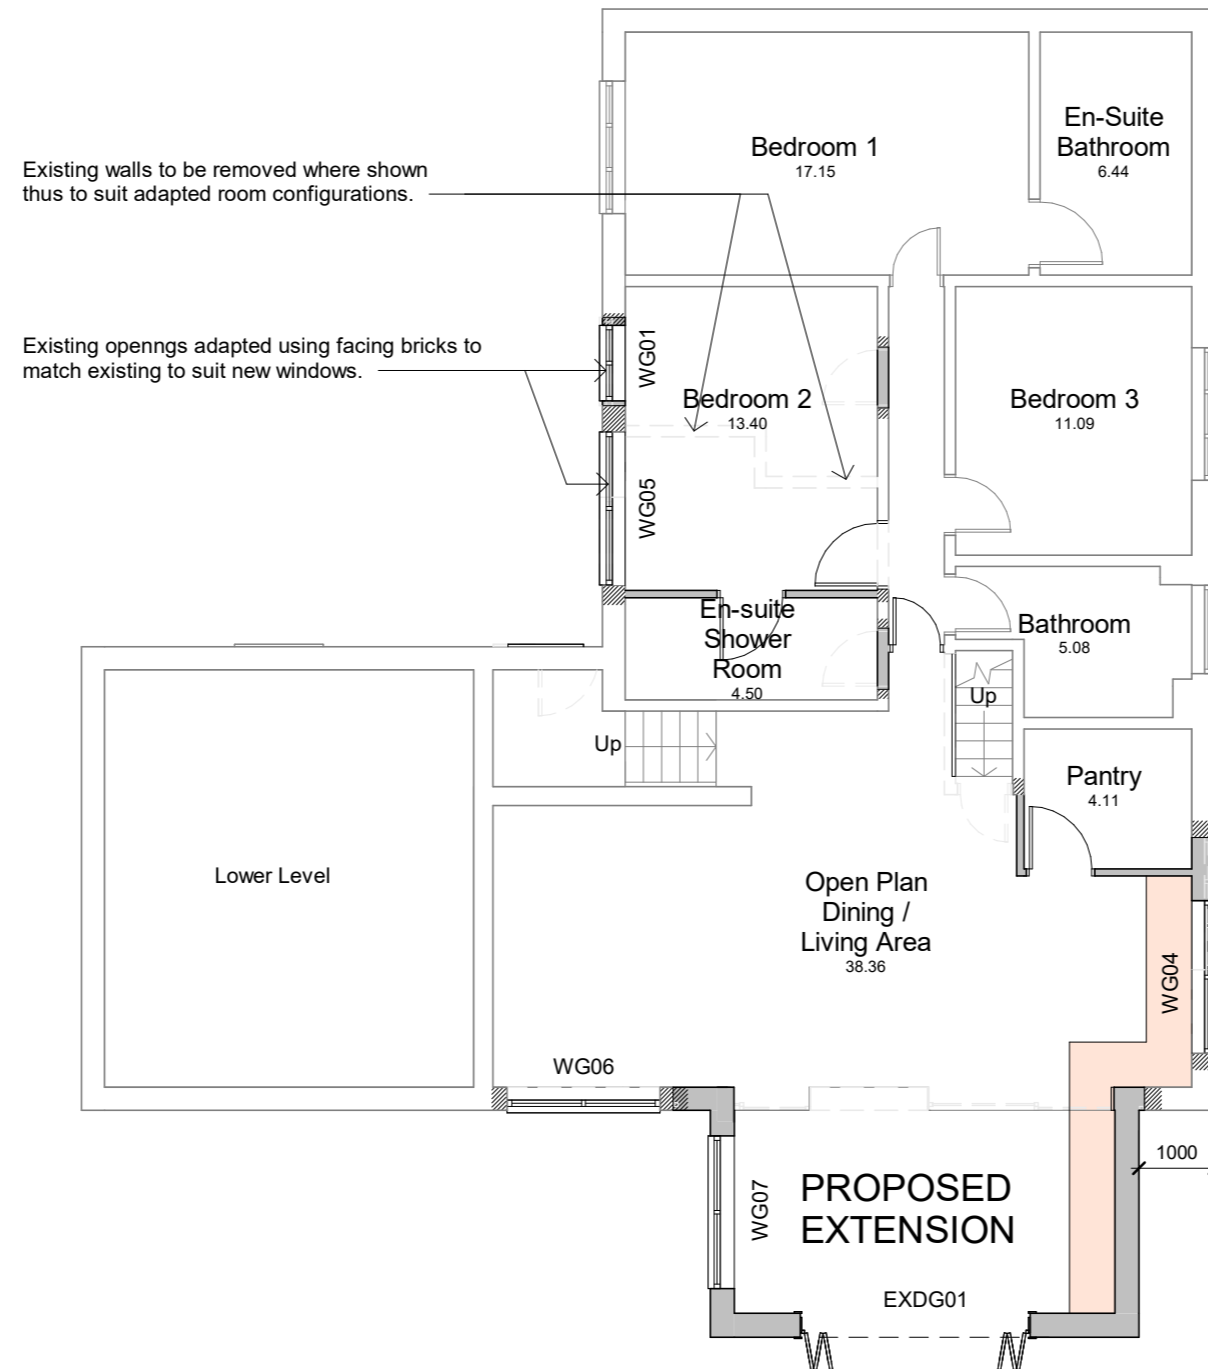 Bedroom 1
17.15
En-Suite
Bathroom
6.44
Existing walls to be removed where shown
thus to suit adapted room configurations.
Existing openngs adapted using facing bricks to
match existing to suit new windows.
WG01
Bedroom 2
13.40
Bedroom 3
11.09
WG05
En-suite
Shower
Room
4.50
Bathroom
5.08
Up
Up
Pantry
4.11
Lower Level
Open Plan
Dining /
Living Area
38.36
WG04
WG06
1000
WG07
PROPOSED
EXTENSION
EXDG01